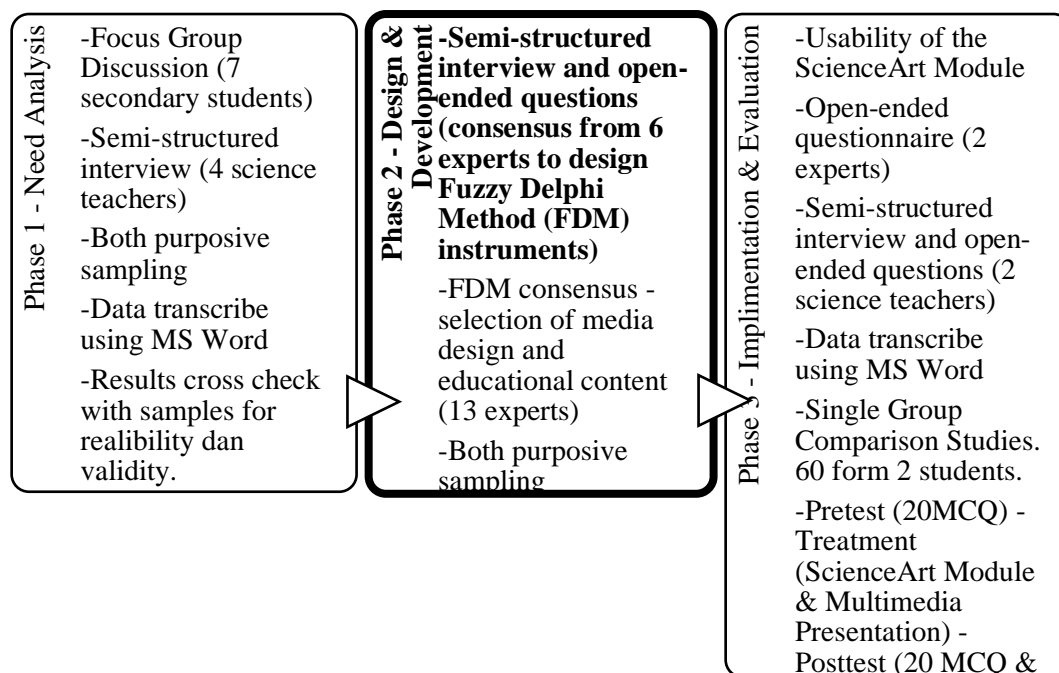 Phase 1 - Need Analysis
-Focus Group
Discussion (7
secondary students)
-Semi-structured
interview (4 science
teachers)
-Both purposive
sampling
-Data transcribe
using MS Word
-Results cross check
with samples for
realibility dan
validity.
Phase 2 - Design &
Development
-Semi-structured
interview and open-
ended questions
(consensus from 6
experts to design
Fuzzy Delphi
Method (FDM)
instruments)
-FDM consensus -
selection of media
design and
educational content
(13 experts)
-Both purposive
sampling
Phase 3 - Implimentation & Evaluation
-Usability of the
ScienceArt Module
-Open-ended
questionnaire (2
experts)
-Semi-structured
interview and open-
ended questions (2
science teachers)
-Data transcribe
using MS Word
-Single Group
Comparison Studies.
60 form 2 students.
-Pretest (20MCQ) -
Treatment
(ScienceArt Module
& Multimedia
Presentation) -
Posttest (20 MCQ &